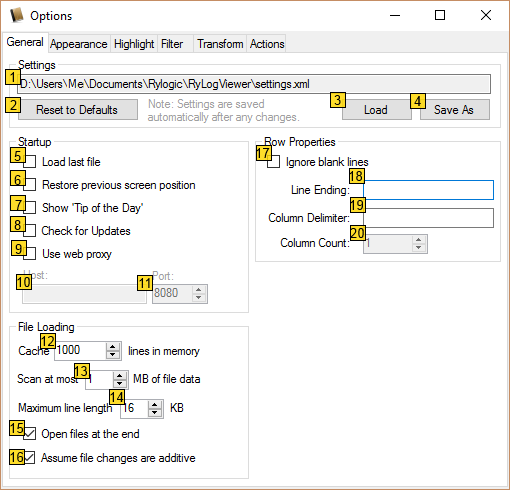 Options
General Appearance Highlight Filter Transform Actions
Settings
1 D:\Users\Me\Documents\Rylogic\RyLogViewer\settings.xml
2 Reset to Defaults Note: Settings are saved automatically after any changes. 3 Load 4 Save As
Startup
5 Load last file
6 Restore previous screen position
7 Show 'Tip of the Day'
8 Check for Updates
9 Use web proxy
Host: Port:
10 11 8080
Row Properties
17 Ignore blank lines
18
Line Ending:
19
Column Delimiter:
20
Column Count: 1
File Loading
12
Cache 1000 lines in memory
13
Scan at most 1 MB of file data
14
Maximum line length 16 KB
15 Open files at the end
16 Assume file changes are additive